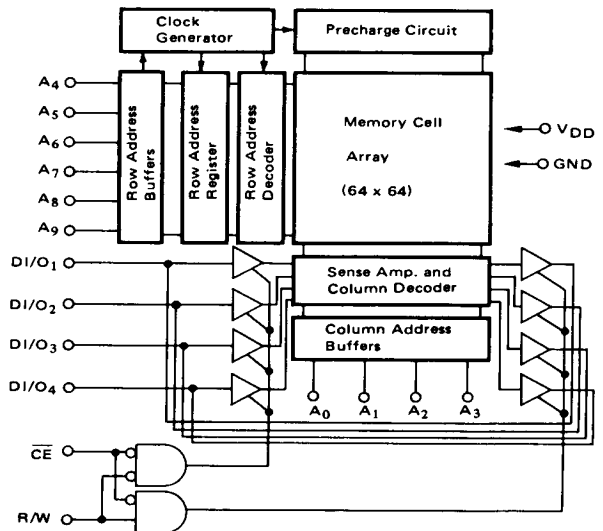 Clock
Generator
Precharge Circuit
A4
A5
A6
A7
A8
A9
Row Address
Buffers
Row Address
Register
Row Address
Decoder
Memory Cell
Array
(64 x 64)
VDD
GND
DI/O1
DI/O2
DI/O3
DI/O4
Sense Amp. and
Column Decoder
Column Address
Buffers
A0
A1
A2
A3
CE
R/W